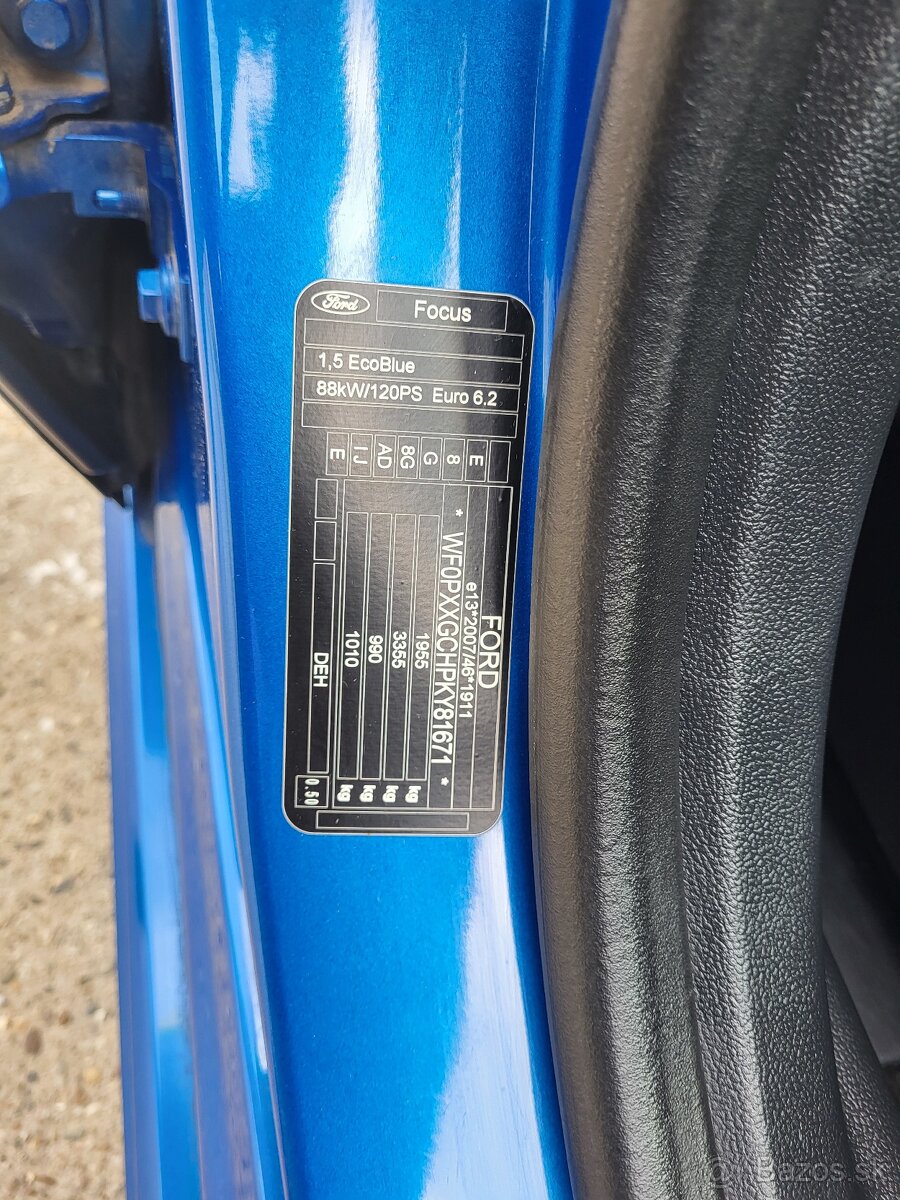 Ford
Focus
1,5 EcoBlue
88kW/120PS Euro 6.2
E
8
G
8G
AD
IJ
E
FORD
e13*2007/46*1911
* WF0PXXGCHPKY81671 *
1955 kg
3355 kg
990 kg
1010 kg
DEH 0.50
Bazos.sk